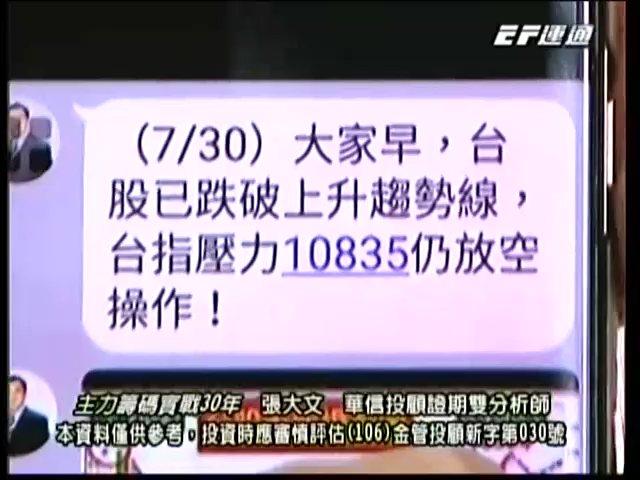 EF運通
（7/30）大家早，台
股已跌破上升趨勢線，
台指壓力10835仍放空
操作！
主力籌碼實戰30年 張大文 華信投顧證期雙分析師
本資料僅供參考，投資時應審慎評估(106)金管投顧新字第030號